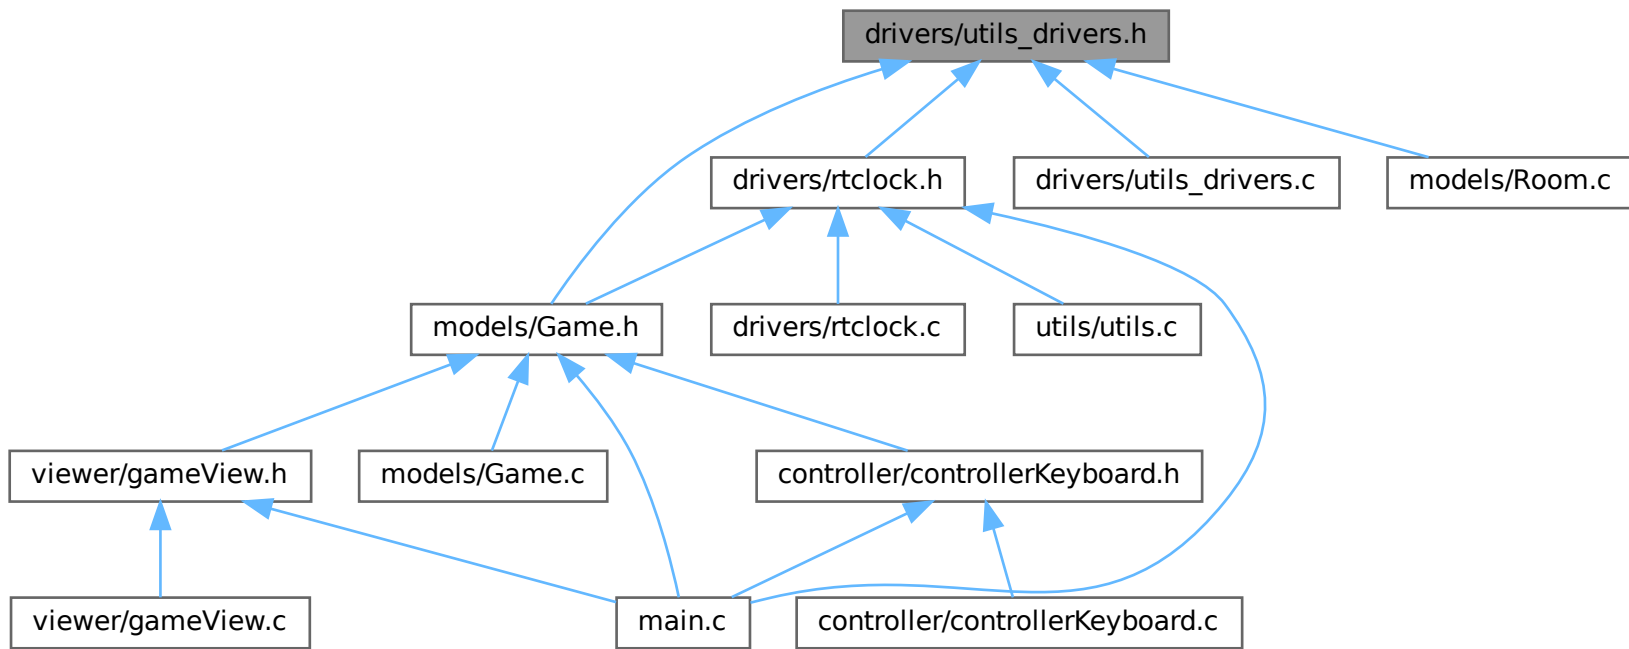 drivers/utils_drivers.h
drivers/rtclock.h
drivers/utils_drivers.c
models/Room.c
models/Game.h
drivers/rtclock.c
utils/utils.c
viewer/gameView.h
models/Game.c
controller/controllerKeyboard.h
viewer/gameView.c
main.c
controller/controllerKeyboard.c